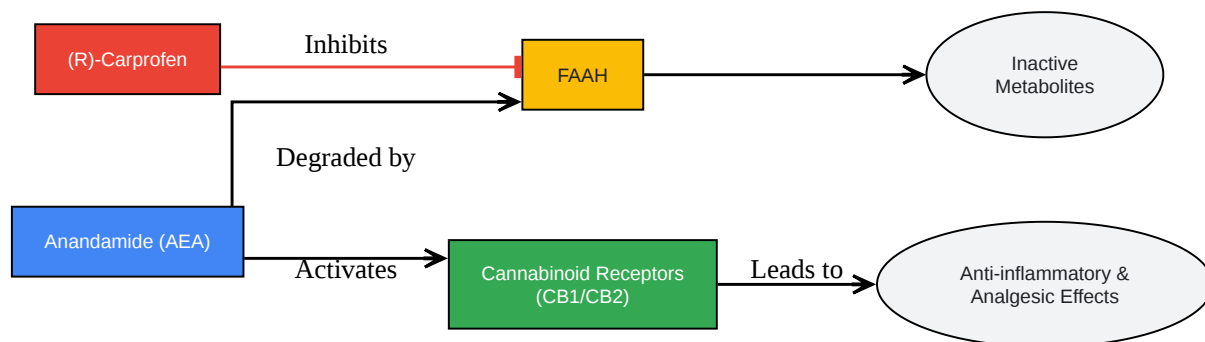 (R)-Carprofen
Inhibits
FAAH
Inactive
Metabolites
Degraded by
Anandamide (AEA)
Activates
Cannabinoid Receptors
(CB1/CB2)
Leads to
Anti-inflammatory &
Analgesic Effects